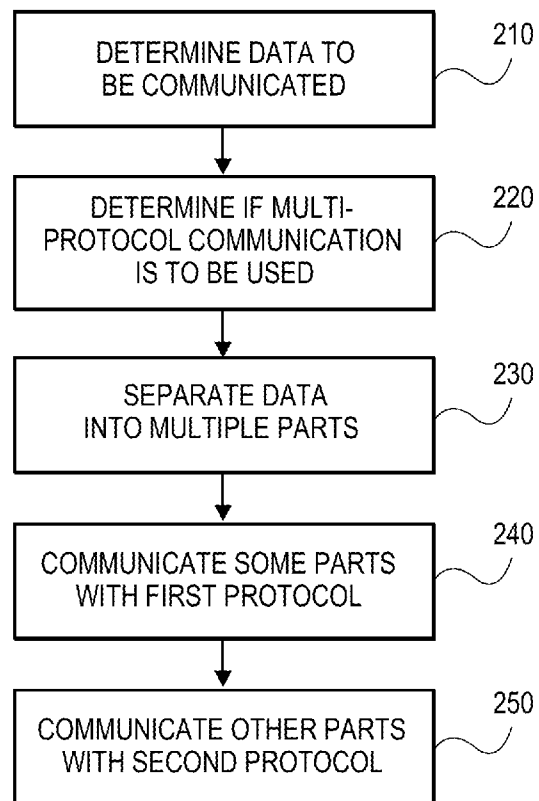 210
DETERMINE DATA TO
BE COMMUNICATED
220
DETERMINE IF MULTI-
PROTOCOL COMMUNICATION
IS TO BE USED
230
SEPARATE DATA
INTO MULTIPLE PARTS
240
COMMUNICATE SOME PARTS
WITH FIRST PROTOCOL
250
COMMUNICATE OTHER PARTS
WITH SECOND PROTOCOL